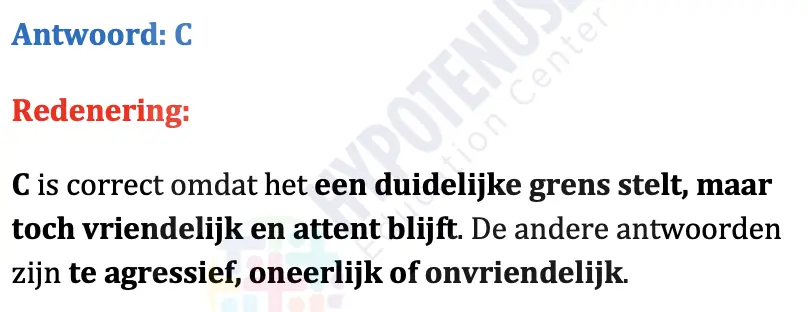 Antwoord: C
Redenering:
C is correct omdat het een duidelijke grens stelt, maar
toch vriendelijk en attent blijft. De andere antwoorden
zijn te agressief, oneerlijk of onvriendelijk.
HYPOTENUSE
Education Center